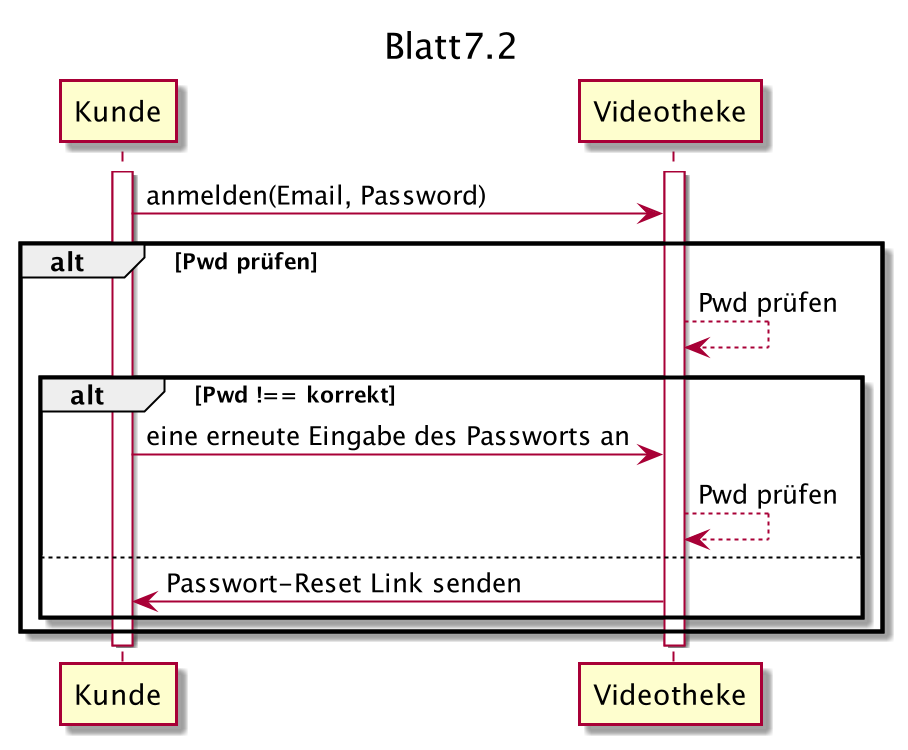 Blatt7.2
Kunde
Videotheke
anmelden(Email, Password)
alt
[Pwd prüfen]
Pwd prüfen
alt
[Pwd !== korrekt]
eine erneute Eingabe des Passworts an
Pwd prüfen
Passwort-Reset Link senden
Kunde
Videotheke